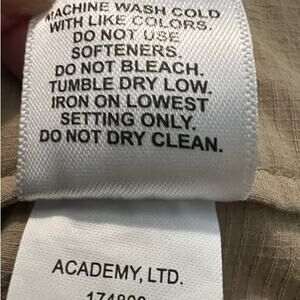 MACHINE WASH COLD
WITH LIKE COLORS.
DO NOT USE
SOFTENERS.
DO NOT BLEACH.
TUMBLE DRY LOW.
IRON ON LOWEST
SETTING ONLY.
DO NOT DRY CLEAN.
ACADEMY, LTD.